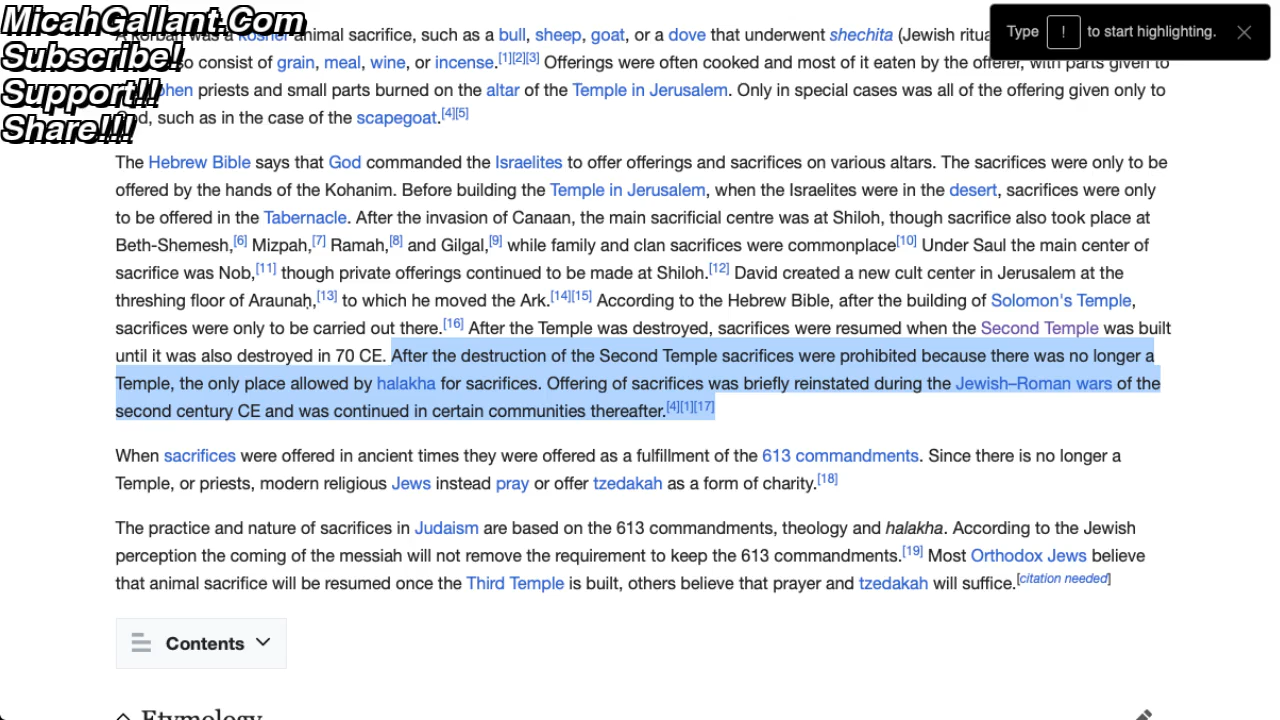 MicahGallant.Com
Subscribe!
Support!!
Share!!!
Type ! to start highlighting.
A korban was a kosher animal sacrifice, such as a bull, sheep, goat, or a dove that underwent shechita (Jewish
so consist of grain, meal, wine, or incense.[1][2][3] Offerings were often cooked and most of it eaten by the offerer, with parts given to
priests and small parts burned on the altar of the Temple in Jerusalem. Only in special cases was all of the offering given only to
God, such as in the case of the scapegoat.[4][5]
The Hebrew Bible says that God commanded the Israelites to offer offerings and sacrifices on various altars. The sacrifices were only to be
offered by the hands of the Kohanim. Before building the Temple in Jerusalem, when the Israelites were in the desert, sacrifices were only
to be offered in the Tabernacle. After the invasion of Canaan, the main sacrificial centre was at Shiloh, though sacrifice also took place at
Beth-Shemesh,[6] Mizpah,[7] Ramah,[8] and Gilgal,[9] while family and clan sacrifices were commonplace[10] Under Saul the main center of
sacrifice was Nob,[11] though private offerings continued to be made at Shiloh.[12] David created a new cult center in Jerusalem at the
threshing floor of Araunaḥ,[13] to which he moved the Ark.[14][15] According to the Hebrew Bible, after the building of Solomon's Temple,
sacrifices were only to be carried out there.[16] After the Temple was destroyed, sacrifices were resumed when the Second Temple was built
until it was also destroyed in 70 CE. After the destruction of the Second Temple sacrifices were prohibited because there was no longer a
Temple, the only place allowed by halakha for sacrifices. Offering of sacrifices was briefly reinstated during the Jewish–Roman wars of the
second century CE and was continued in certain communities thereafter.[4][1][17]
When sacrifices were offered in ancient times they were offered as a fulfillment of the 613 commandments. Since there is no longer a
Temple, or priests, modern religious Jews instead pray or offer tzedakah as a form of charity.[18]
The practice and nature of sacrifices in Judaism are based on the 613 commandments, theology and halakha. According to the Jewish
perception the coming of the messiah will not remove the requirement to keep the 613 commandments.[19] Most Orthodox Jews believe
that animal sacrifice will be resumed once the Third Temple is built, others believe that prayer and tzedakah will suffice.[citation needed]
Contents
Etymology